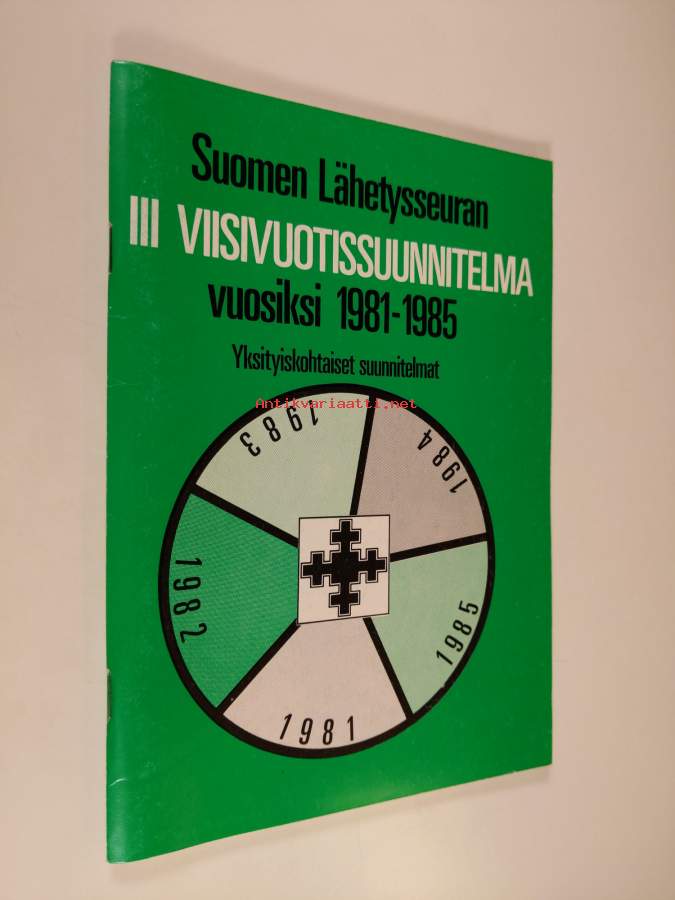 Suomen Lähetysseuran
III VIISIVUOTISSUUNNITELMA
vuosiksi 1981-1985
Yksityiskohtaiset suunnitelmat
Antikvariaatti.net
1983
1984
1982
1985
1981